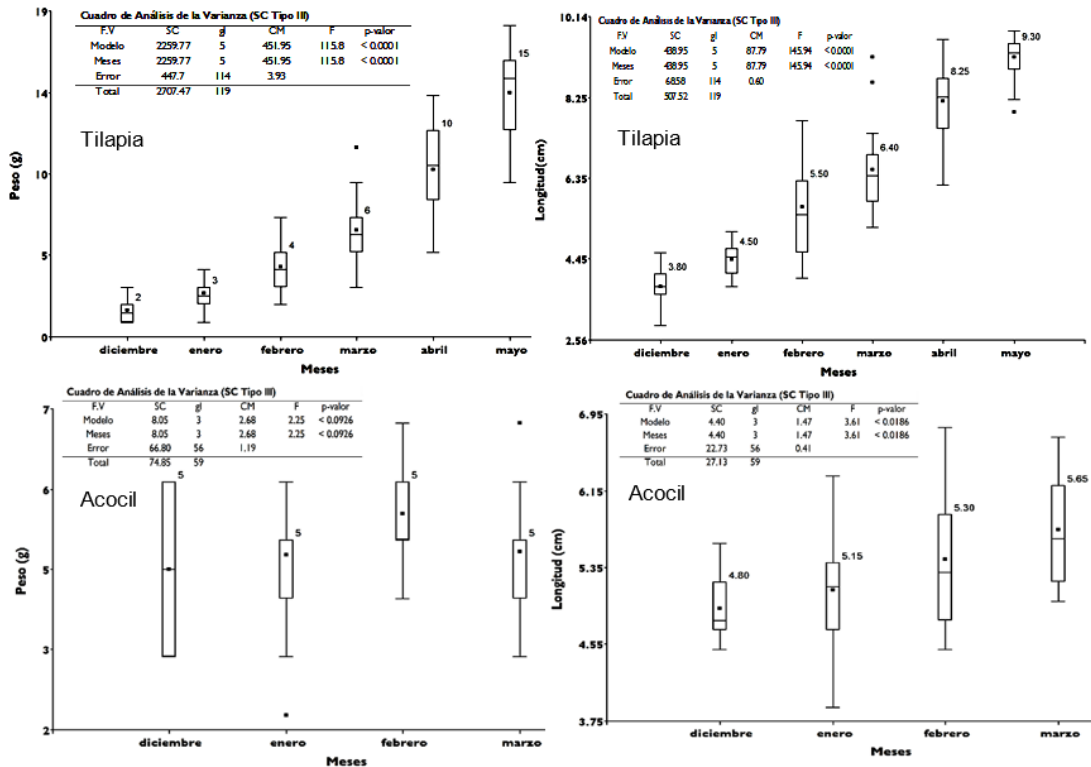 Cuadro de Análisis de la Varianza (SC Tipo III)
F.V SC gl CM F p-valor
Modelo 2259.77 5 451.95 115.8 <0.0001
Meses 2259.77 5 451.95 115.8 <0.0001
Error 447.7 114 3.93
Total 2707.47 119
Tilapia
Peso (g)
19
14
10
5
0
2
3
4
6
10
15
diciembre enero febrero marzo abril mayo
Meses
Cuadro de Análisis de la Varianza (SC Tipo III)
F.V SC gl CM F p-valor
Modelo 438.95 5 87.79 145.94 <0.0001
Meses 438.95 5 87.79 145.94 <0.0001
Error 68.58 114 0.60
Total 507.52 119
Tilapia
Longitud(cm)
10.14
8.25
6.35
4.45
2.56
3.80
4.50
5.50
6.40
8.25
9.30
diciembre enero febrero marzo abril mayo
Meses
Cuadro de Análisis de la Varianza (SC Tipo III)
F.V SC gl CM F p-valor
Modelo 8.05 3 2.68 2.25 <0.0926
Meses 8.05 3 2.68 2.25 <0.0926
Error 66.80 56 1.19
Total 74.85 59
Acocil
Peso (g)
7
6
5
3
2
5
5
5
5
diciembre enero febrero marzo
Meses
Cuadro de Análisis de la Varianza (SC Tipo III)
F.V SC gl CM F p-valor
Modelo 4.40 3 1.47 3.61 <0.0186
Meses 4.40 3 1.47 3.61 <0.0186
Error 22.73 56 0.41
Total 27.13 59
Acocil
Longitud (cm)
6.95
6.15
5.35
4.55
3.75
4.80
5.15
5.30
5.65
diciembre enero febrero marzo
Meses